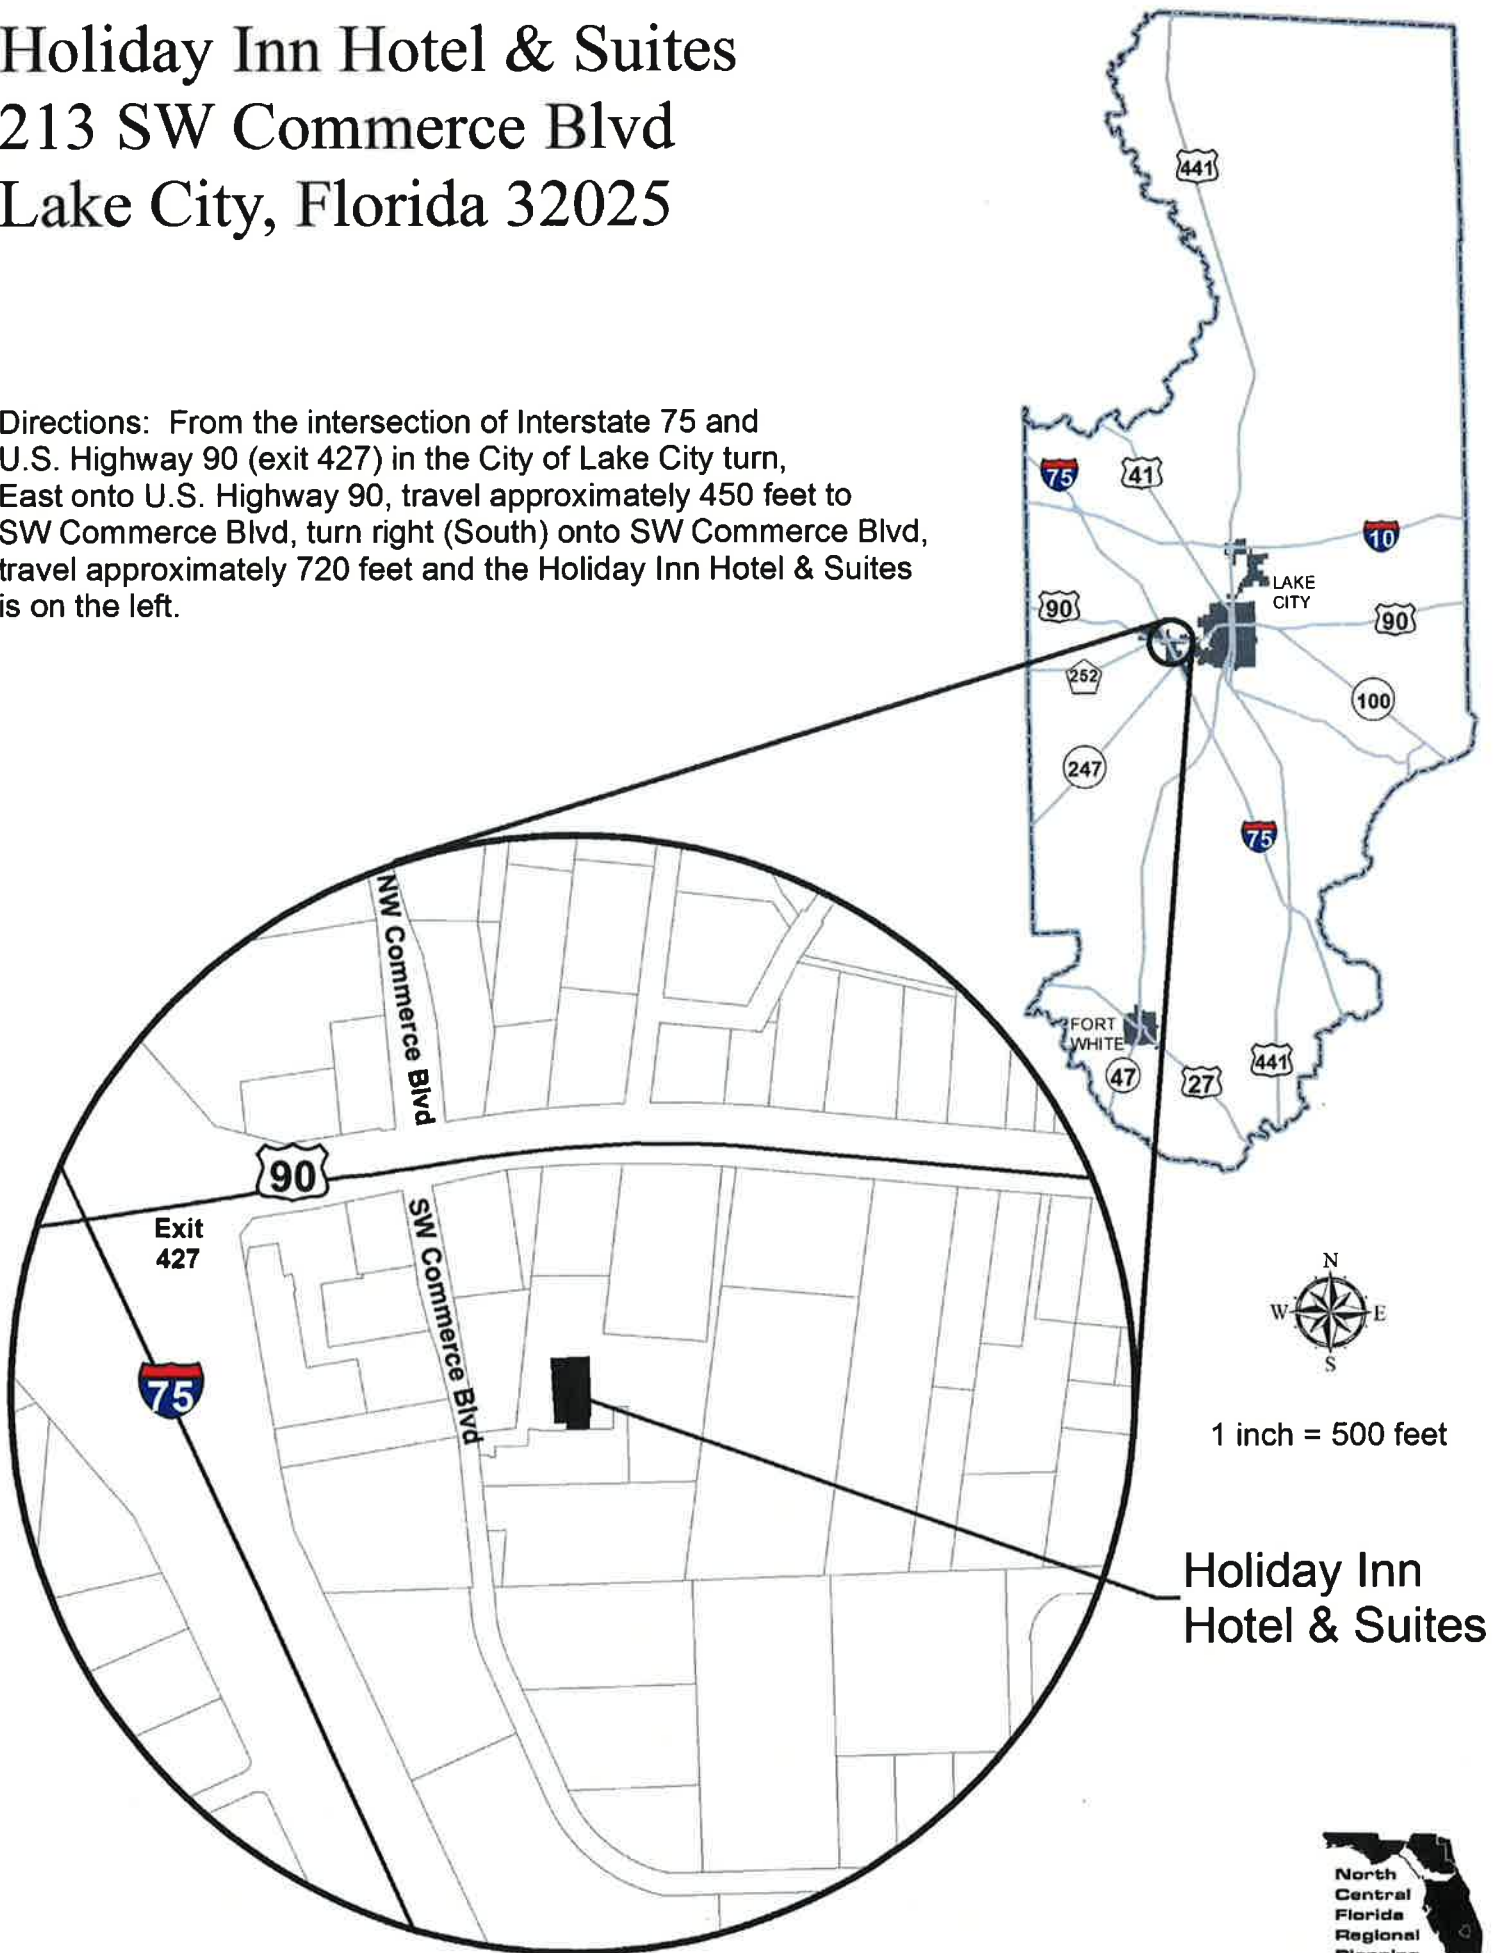 Holiday Inn Hotel & Suites
213 SW Commerce Blvd
Lake City, Florida 32025
Directions: From the intersection of Interstate 75 and
U.S. Highway 90 (exit 427) in the City of Lake City turn,
East onto U.S. Highway 90, travel approximately 450 feet to
SW Commerce Blvd, turn right (South) onto SW Commerce Blvd,
travel approximately 720 feet and the Holiday Inn Hotel & Suites
is on the left.
441
75
41
10
LAKE
CITY
90
90
252
100
247
75
FORT
WHITE
47
27
441
NW Commerce Blvd
90
Exit
427
SW Commerce Blvd
75
N
W
E
S
1 inch = 500 feet
Holiday Inn
Hotel & Suites
North
Central
Florida
Regional